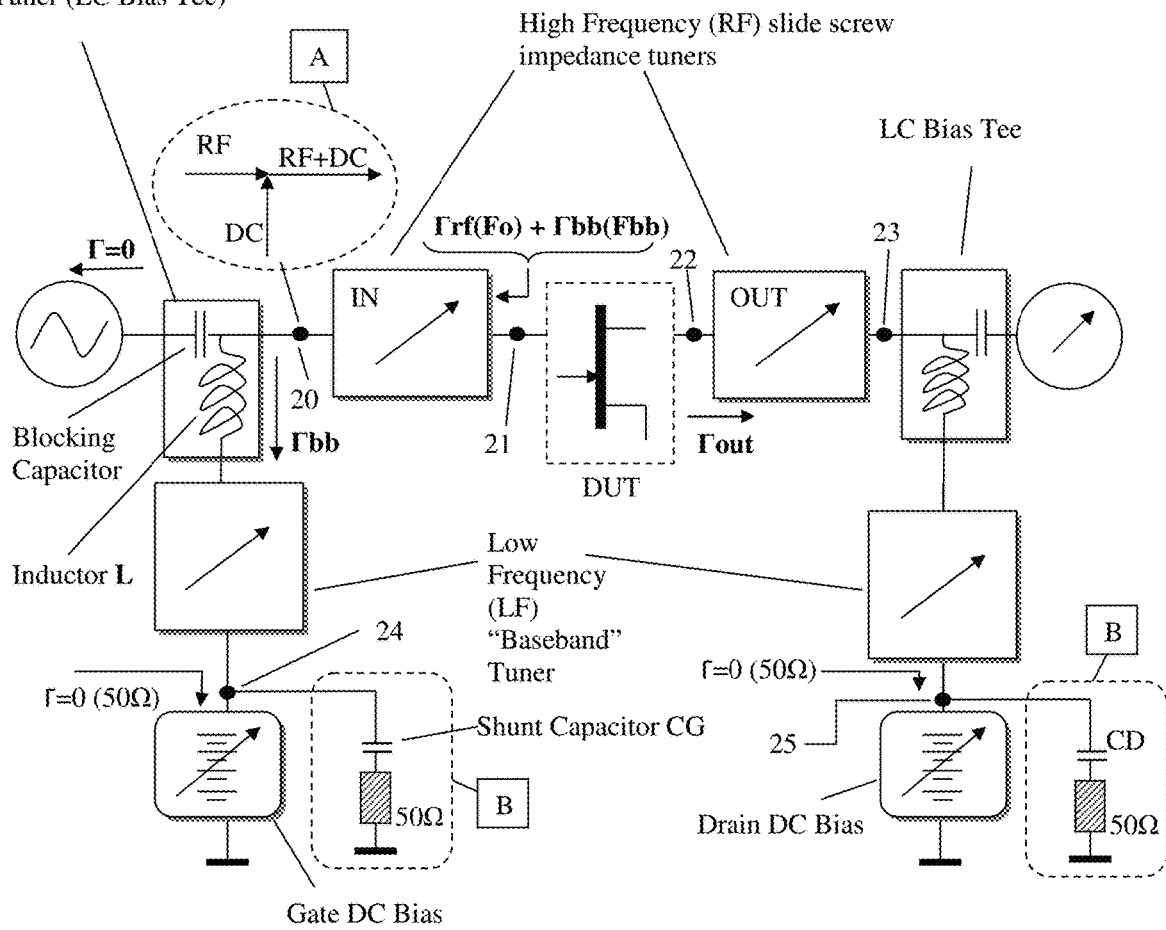 (LC Bias Tee)
High Frequency (RF) slide screw
impedance tuners
A
LC Bias Tee
RF
RF+DC
DC
Γrf(Fo) + Γbb(Fbb)
Γ=0
22
23
IN
OUT
20
21
Γbb
Γout
Blocking
Capacitor
DUT
Inductor L
Low
Frequency
(LF)
“Baseband”
Tuner
24
B
Γ=0 (50Ω)
Γ=0 (50Ω)
Shunt Capacitor CG
25
CD
50Ω
B
50Ω
Drain DC Bias
Gate DC Bias